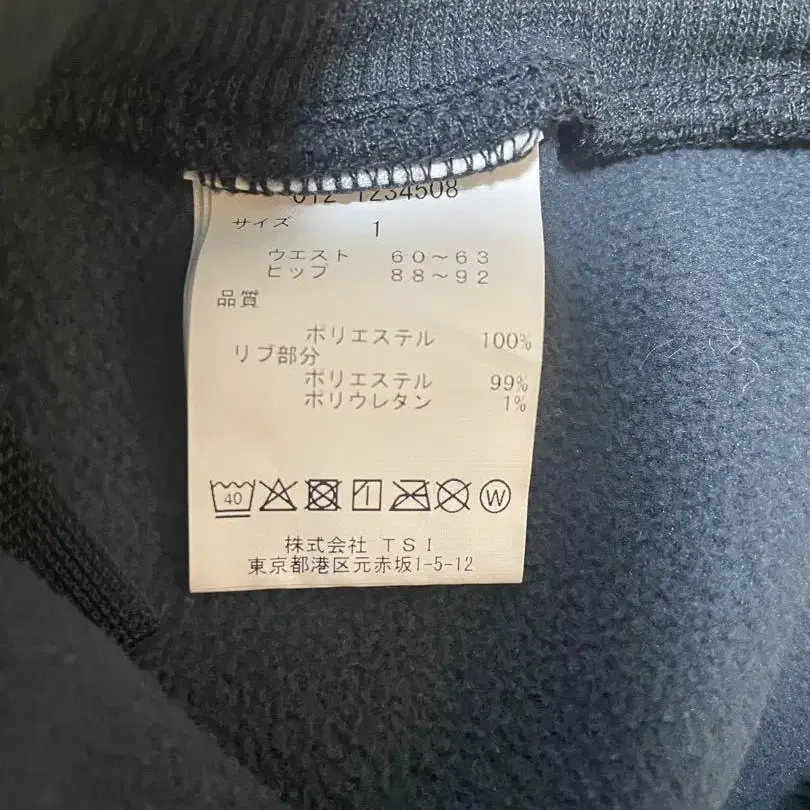 サイズ 1
ウエスト 60～63
ヒップ 88～92
品質
ポリエステル 100%
リブ部分
ポリエステル 99%
ポリウレタン 1%
40 W
株式会社 TSI
東京都港区元赤坂1-5-12